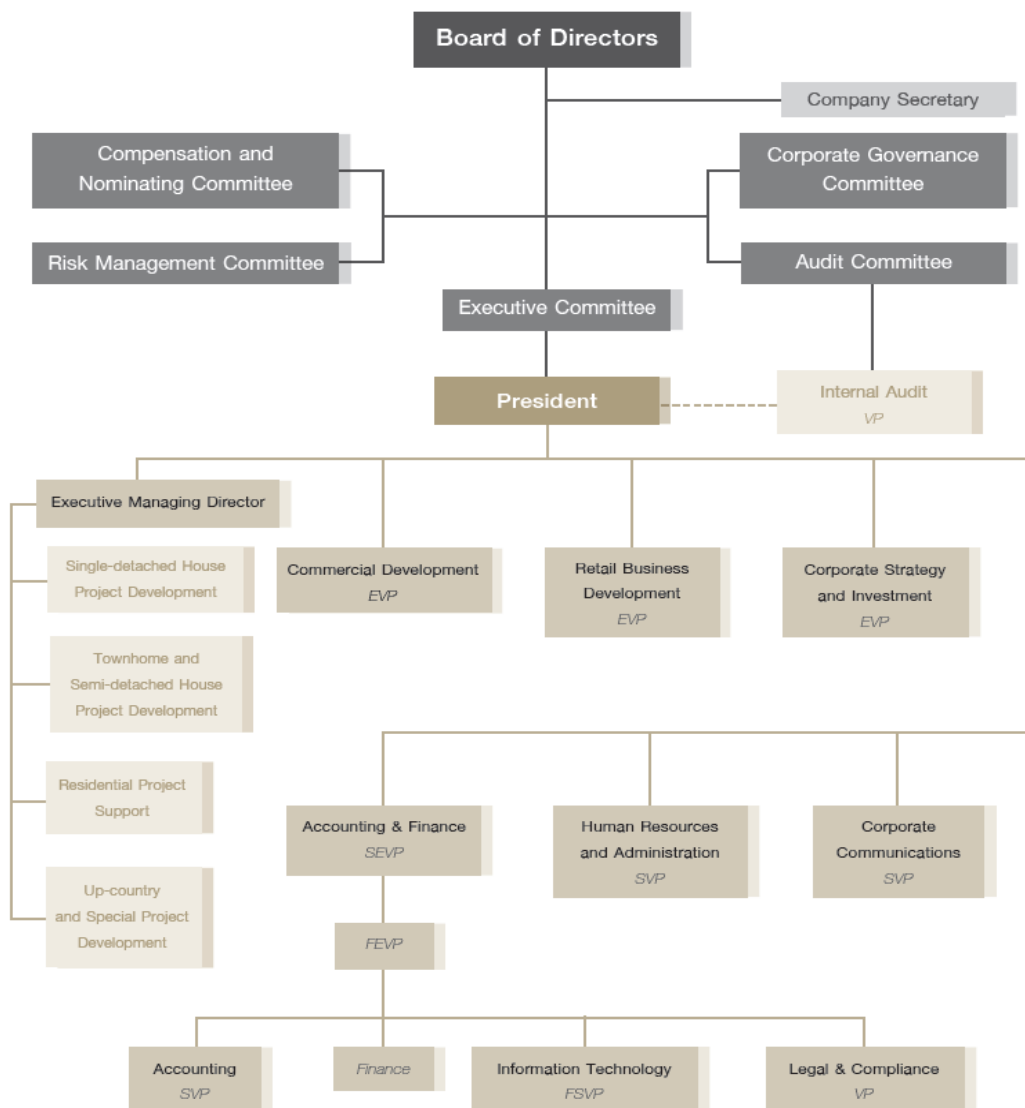 Board of Directors
Company Secretary
Compensation and
Nominating Committee
Corporate Governance
Committee
Risk Management Committee
Audit Committee
Executive Committee
President
Internal Audit
VP
Executive Managing Director
Single-detached House
Project Development
Townhome and
Semi-detached House
Project Development
Residential Project
Support
Up-country
and Special Project
Development
Commercial Development
EVP
Retail Business
Development
EVP
Corporate Strategy
and Investment
EVP
Accounting & Finance
SEVP
Human Resources
and Administration
SVP
Corporate
Communications
SVP
FEVP
Accounting
SVP
Finance
Information Technology
FSVP
Legal & Compliance
VP